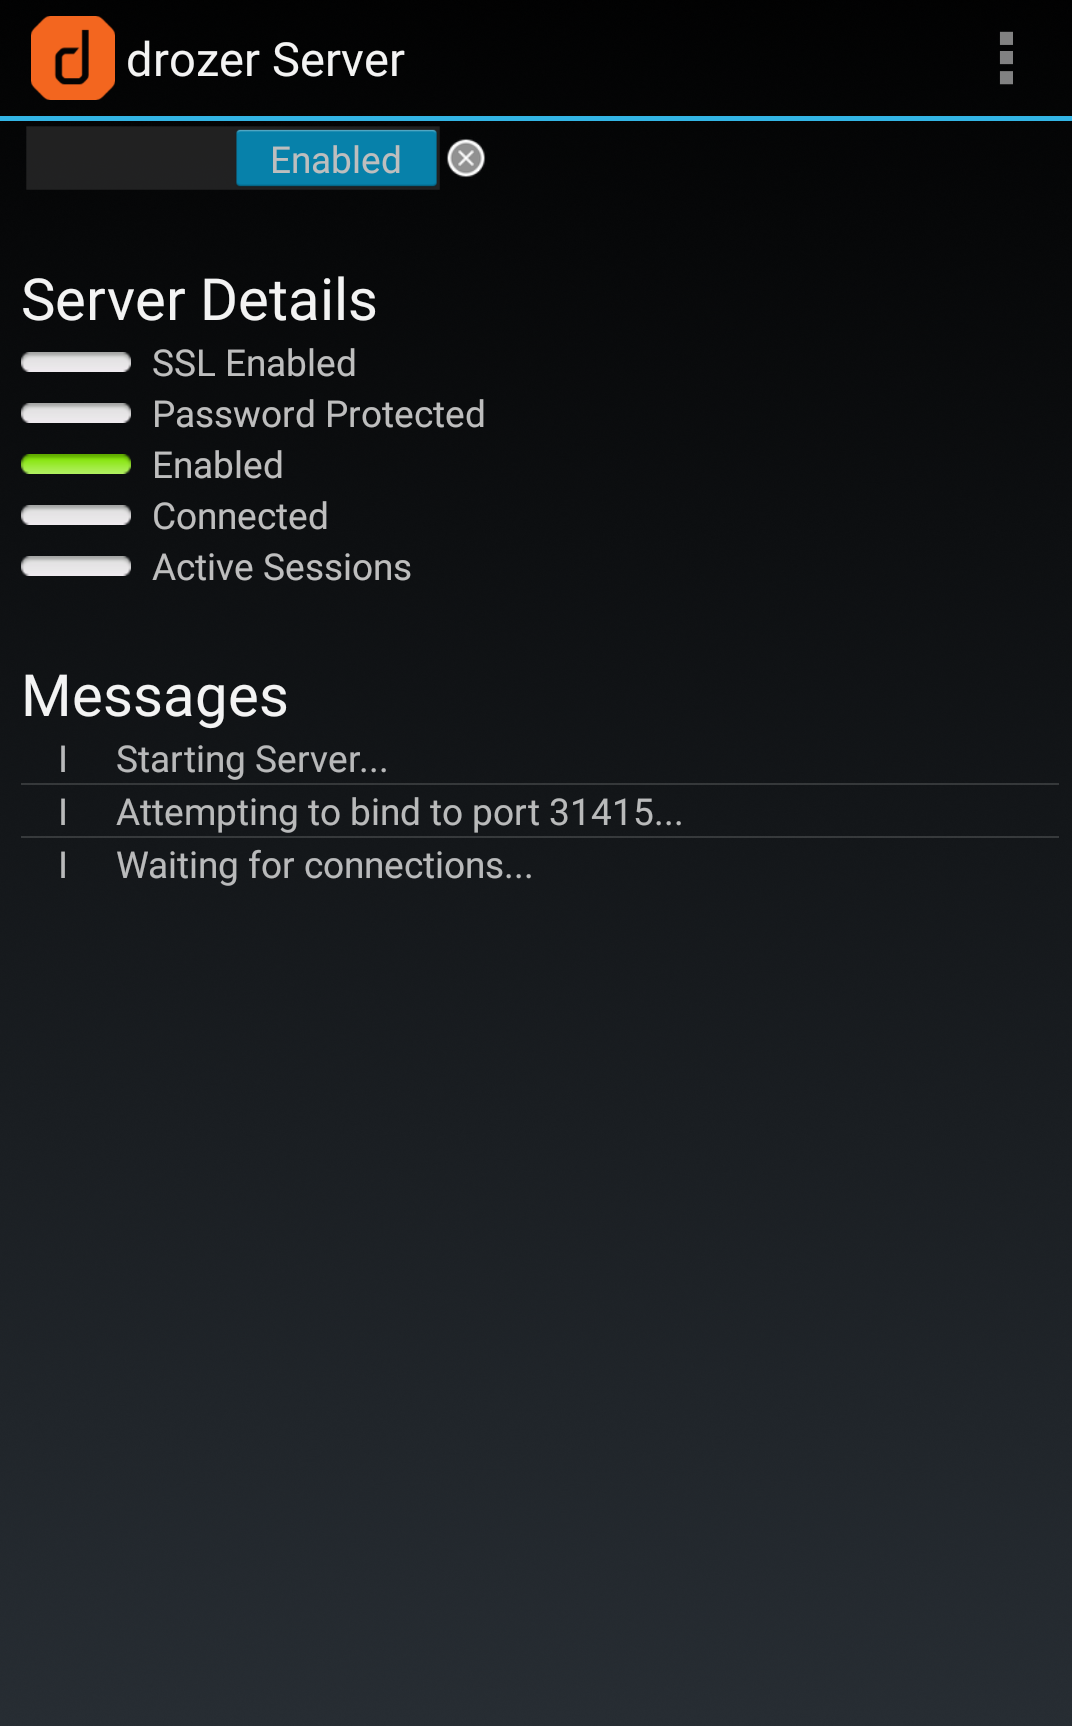 drozer Server
Enabled
Server Details
SSL Enabled
Password Protected
Enabled
Connected
Active Sessions
Messages
I Starting Server...
I Attempting to bind to port 31415...
I Waiting for connections...